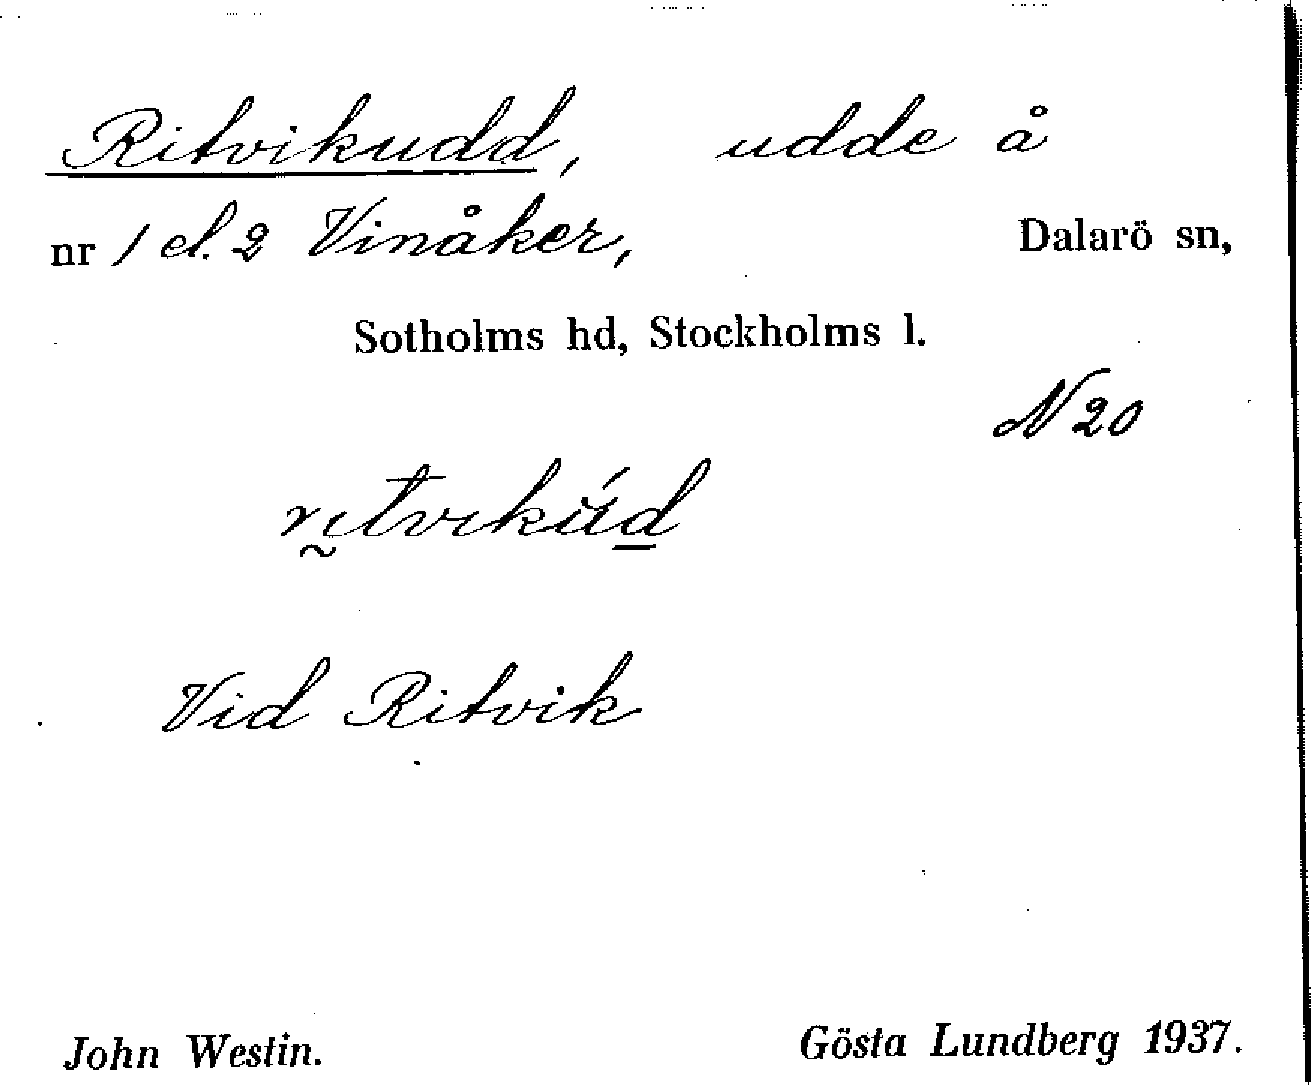 Ritvikudd, udde å
nr 1 el. 2 Vinåker, Dalarö sn,
Sotholms hd, Stockholms l.
N 20
Vid Ritvik
John Westin. Gösta Lundberg 1937.